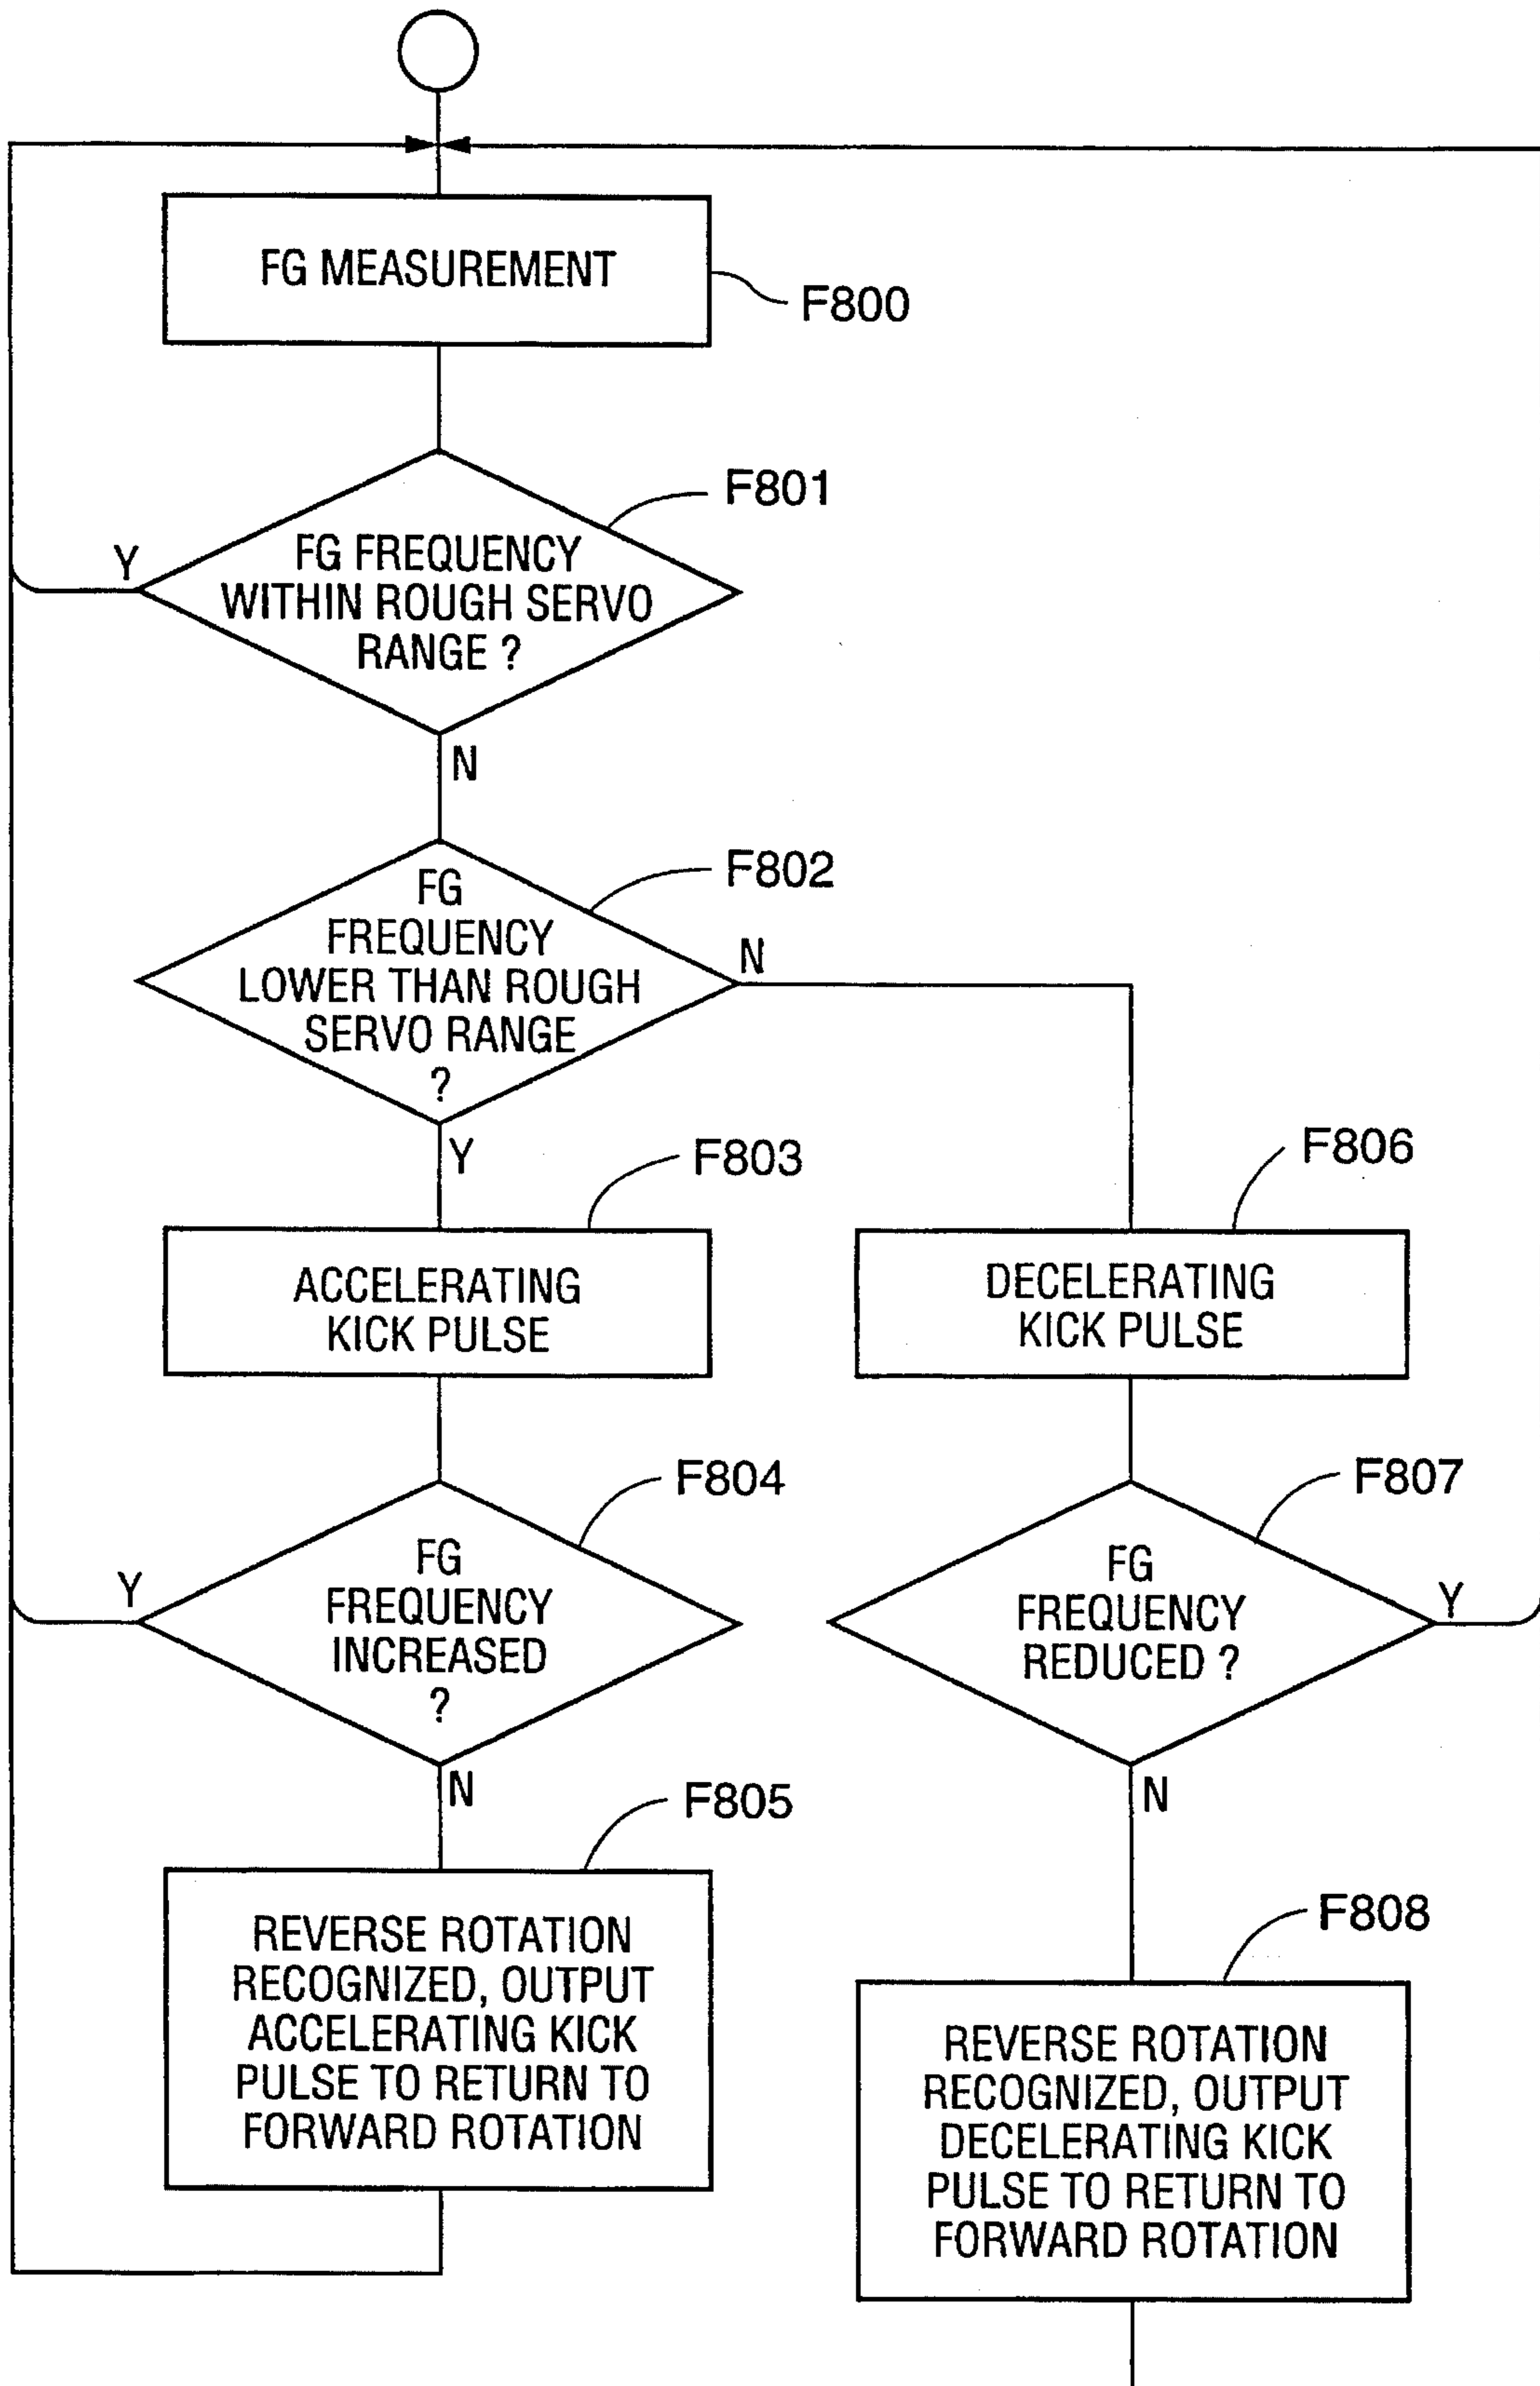 FG MEASUREMENT
F800
F801
FG FREQUENCY
WITHIN ROUGH SERVO
RANGE ?
Y
N
F802
FG
FREQUENCY
LOWER THAN ROUGH
SERVO RANGE
?
N
Y
F803
ACCELERATING
KICK PULSE
F806
DECELERATING
KICK PULSE
F804
FG
FREQUENCY
INCREASED
?
Y
N
F807
FG
FREQUENCY
REDUCED ?
Y
N
F805
REVERSE ROTATION
RECOGNIZED, OUTPUT
ACCELERATING KICK
PULSE TO RETURN TO
FORWARD ROTATION
F808
REVERSE ROTATION
RECOGNIZED, OUTPUT
DECELERATING KICK
PULSE TO RETURN TO
FORWARD ROTATION